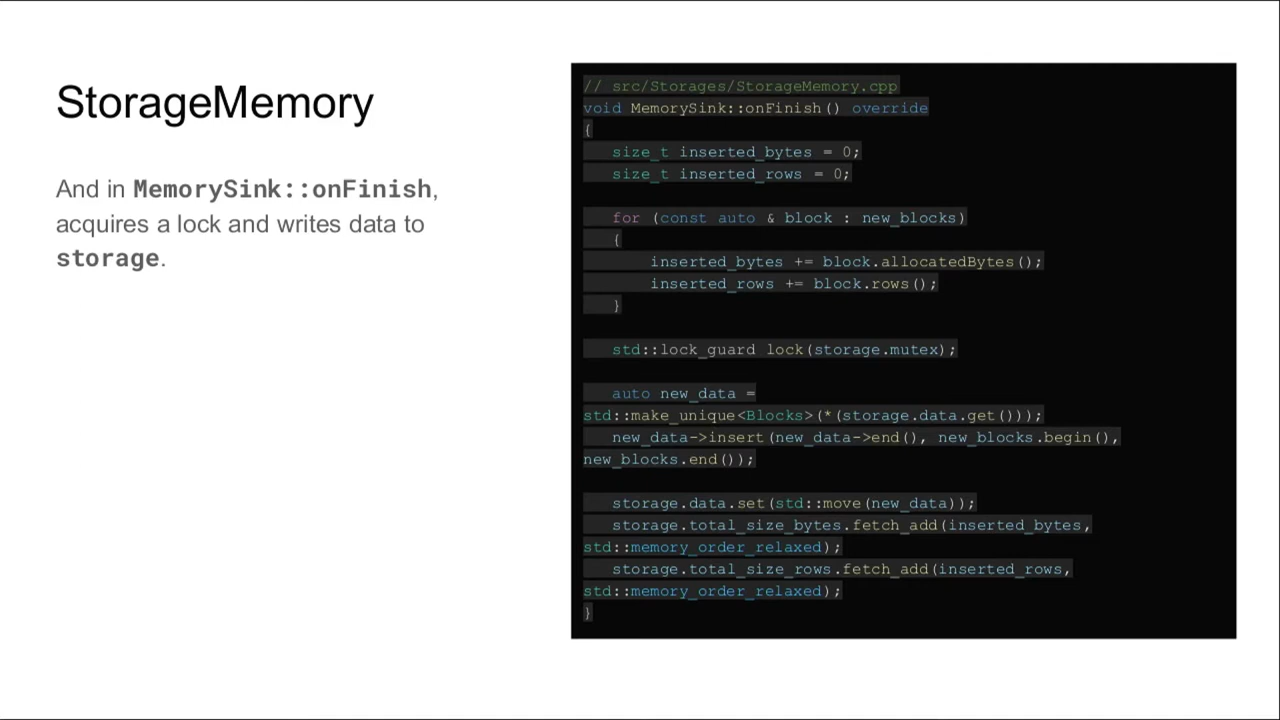 StorageMemory
And in MemorySink::onFinish,
acquires a lock and writes data to
storage.
// src/Storages/StorageMemory.cpp
void MemorySink::onFinish() override
{
size_t inserted_bytes = 0;
size_t inserted_rows = 0;
for (const auto & block : new_blocks)
{
inserted_bytes += block.allocatedBytes();
inserted_rows += block.rows();
}
std::lock_guard lock(storage.mutex);
auto new_data =
std::make_unique<Blocks>(*(storage.data.get()));
new_data->insert(new_data->end(), new_blocks.begin(),
new_blocks.end());
storage.data.set(std::move(new_data));
storage.total_size_bytes.fetch_add(inserted_bytes,
std::memory_order_relaxed);
storage.total_size_rows.fetch_add(inserted_rows,
std::memory_order_relaxed);
}